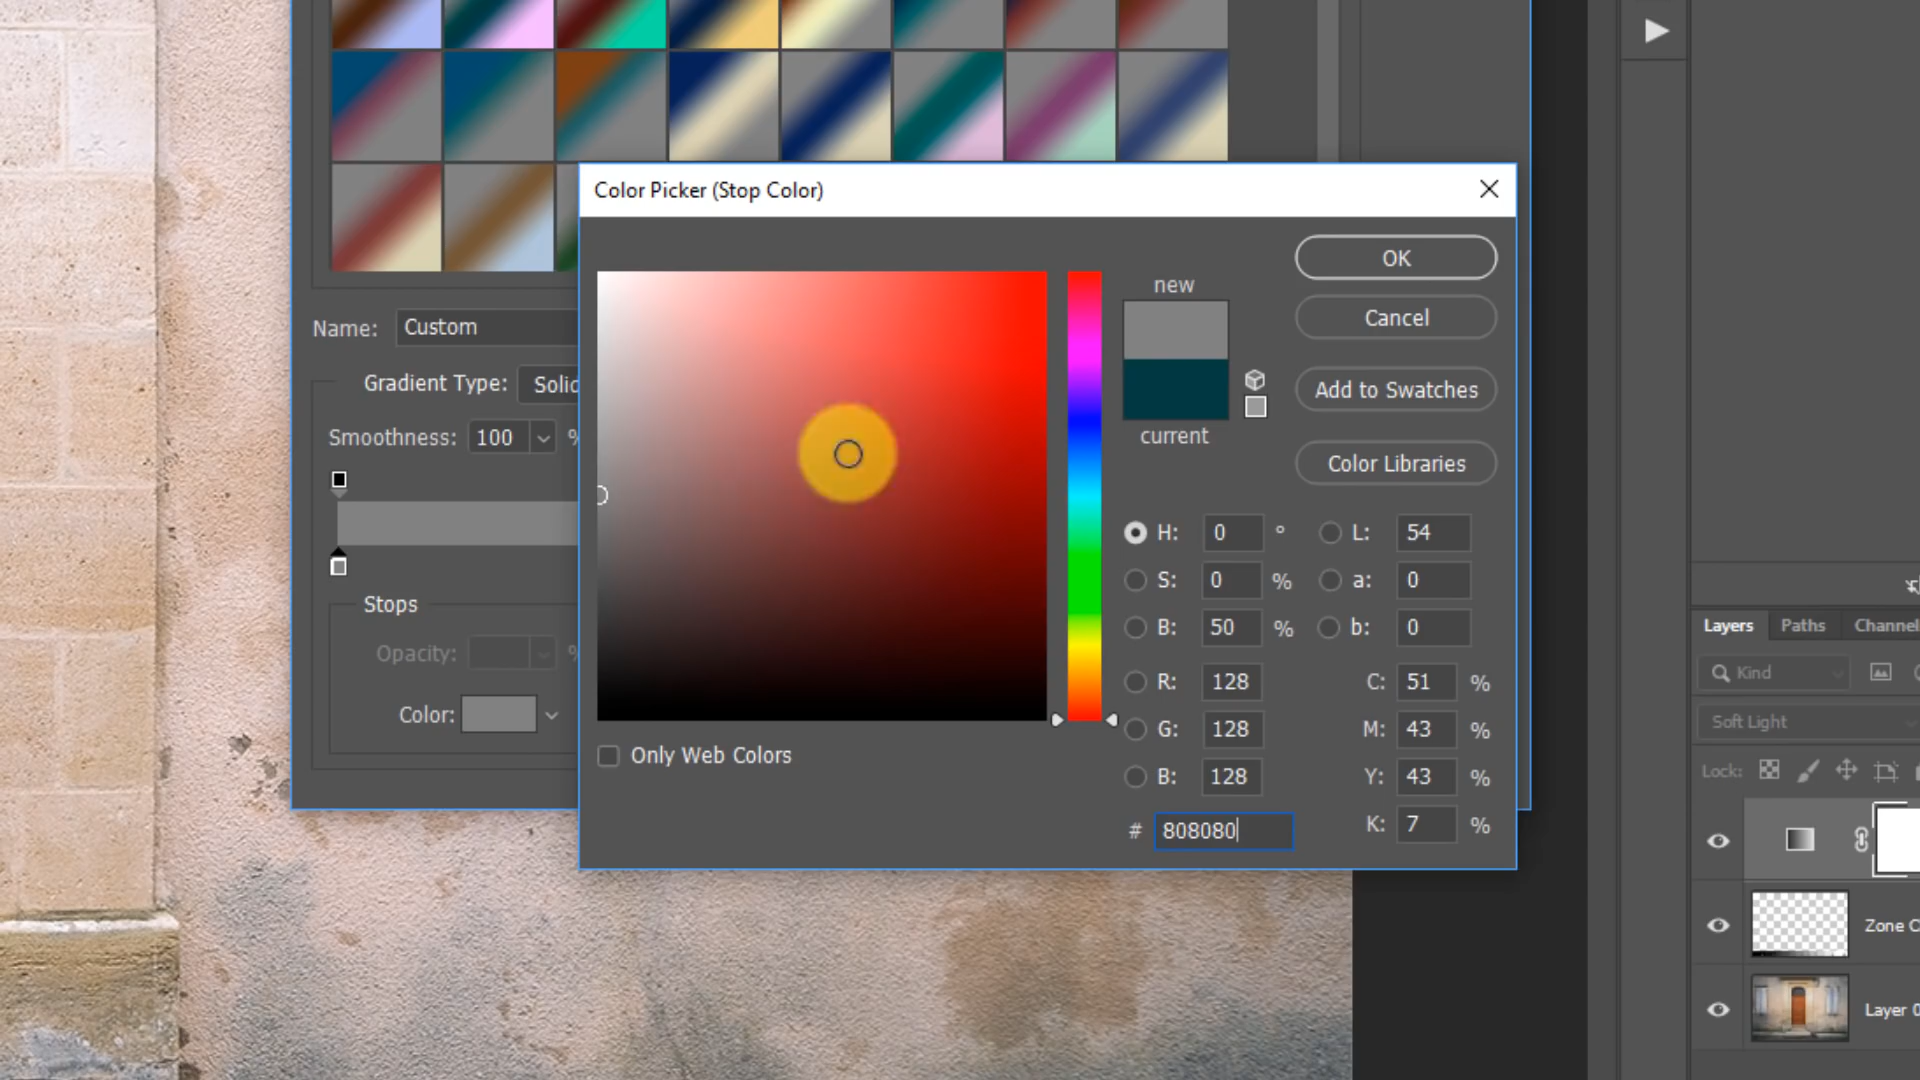 Color Picker (Stop Color)
OK
new
Cancel
Name: Custom
Gradient Type: Solid
Add to Swatches
Smoothness: 100 %
current
Color Libraries
H: 0 °
L: 54
S: 0 %
a: 0
B: 50 %
b: 0
Stops
Layers Paths Channel
Opacity: %
Kind
R: 128
C: 51 %
Color:
Soft Light
G: 128
M: 43 %
Only Web Colors
Lock:
B: 128
Y: 43 %
# 808080
K: 7 %
Zone C
Layer 0